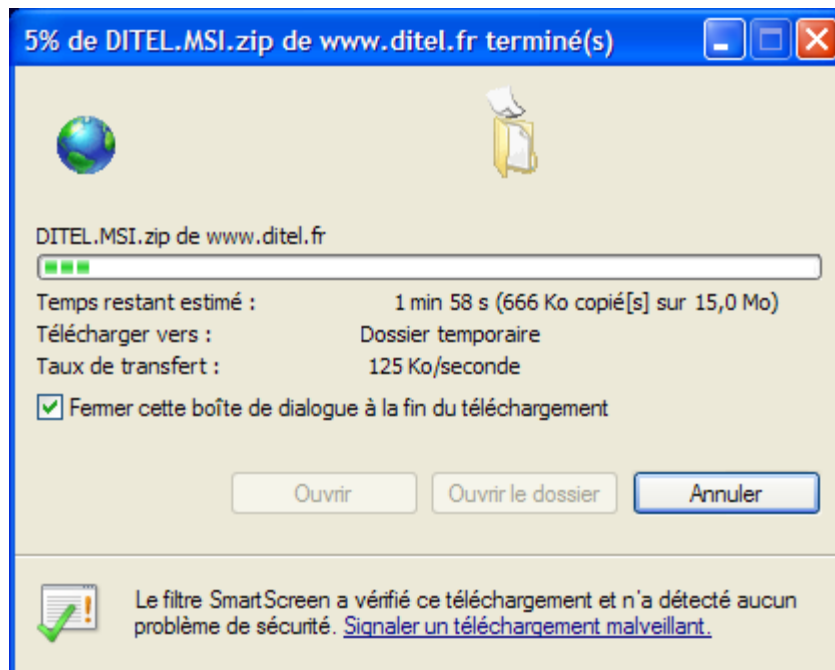 5% de DITEL.MSI.zip de www.ditel.fr terminé(s)
DITEL.MSI.zip de www.ditel.fr
Temps restant estimé : 1 min 58 s (666 Ko copié[s] sur 15,0 Mo)
Télécharger vers : Dossier temporaire
Taux de transfert : 125 Ko/seconde
Fermer cette boîte de dialogue à la fin du téléchargement
Ouvrir Ouvrir le dossier Annuler
Le filtre SmartScreen a vérifié ce téléchargement et n'a détecté aucun
problème de sécurité. Signaler un téléchargement malveillant.